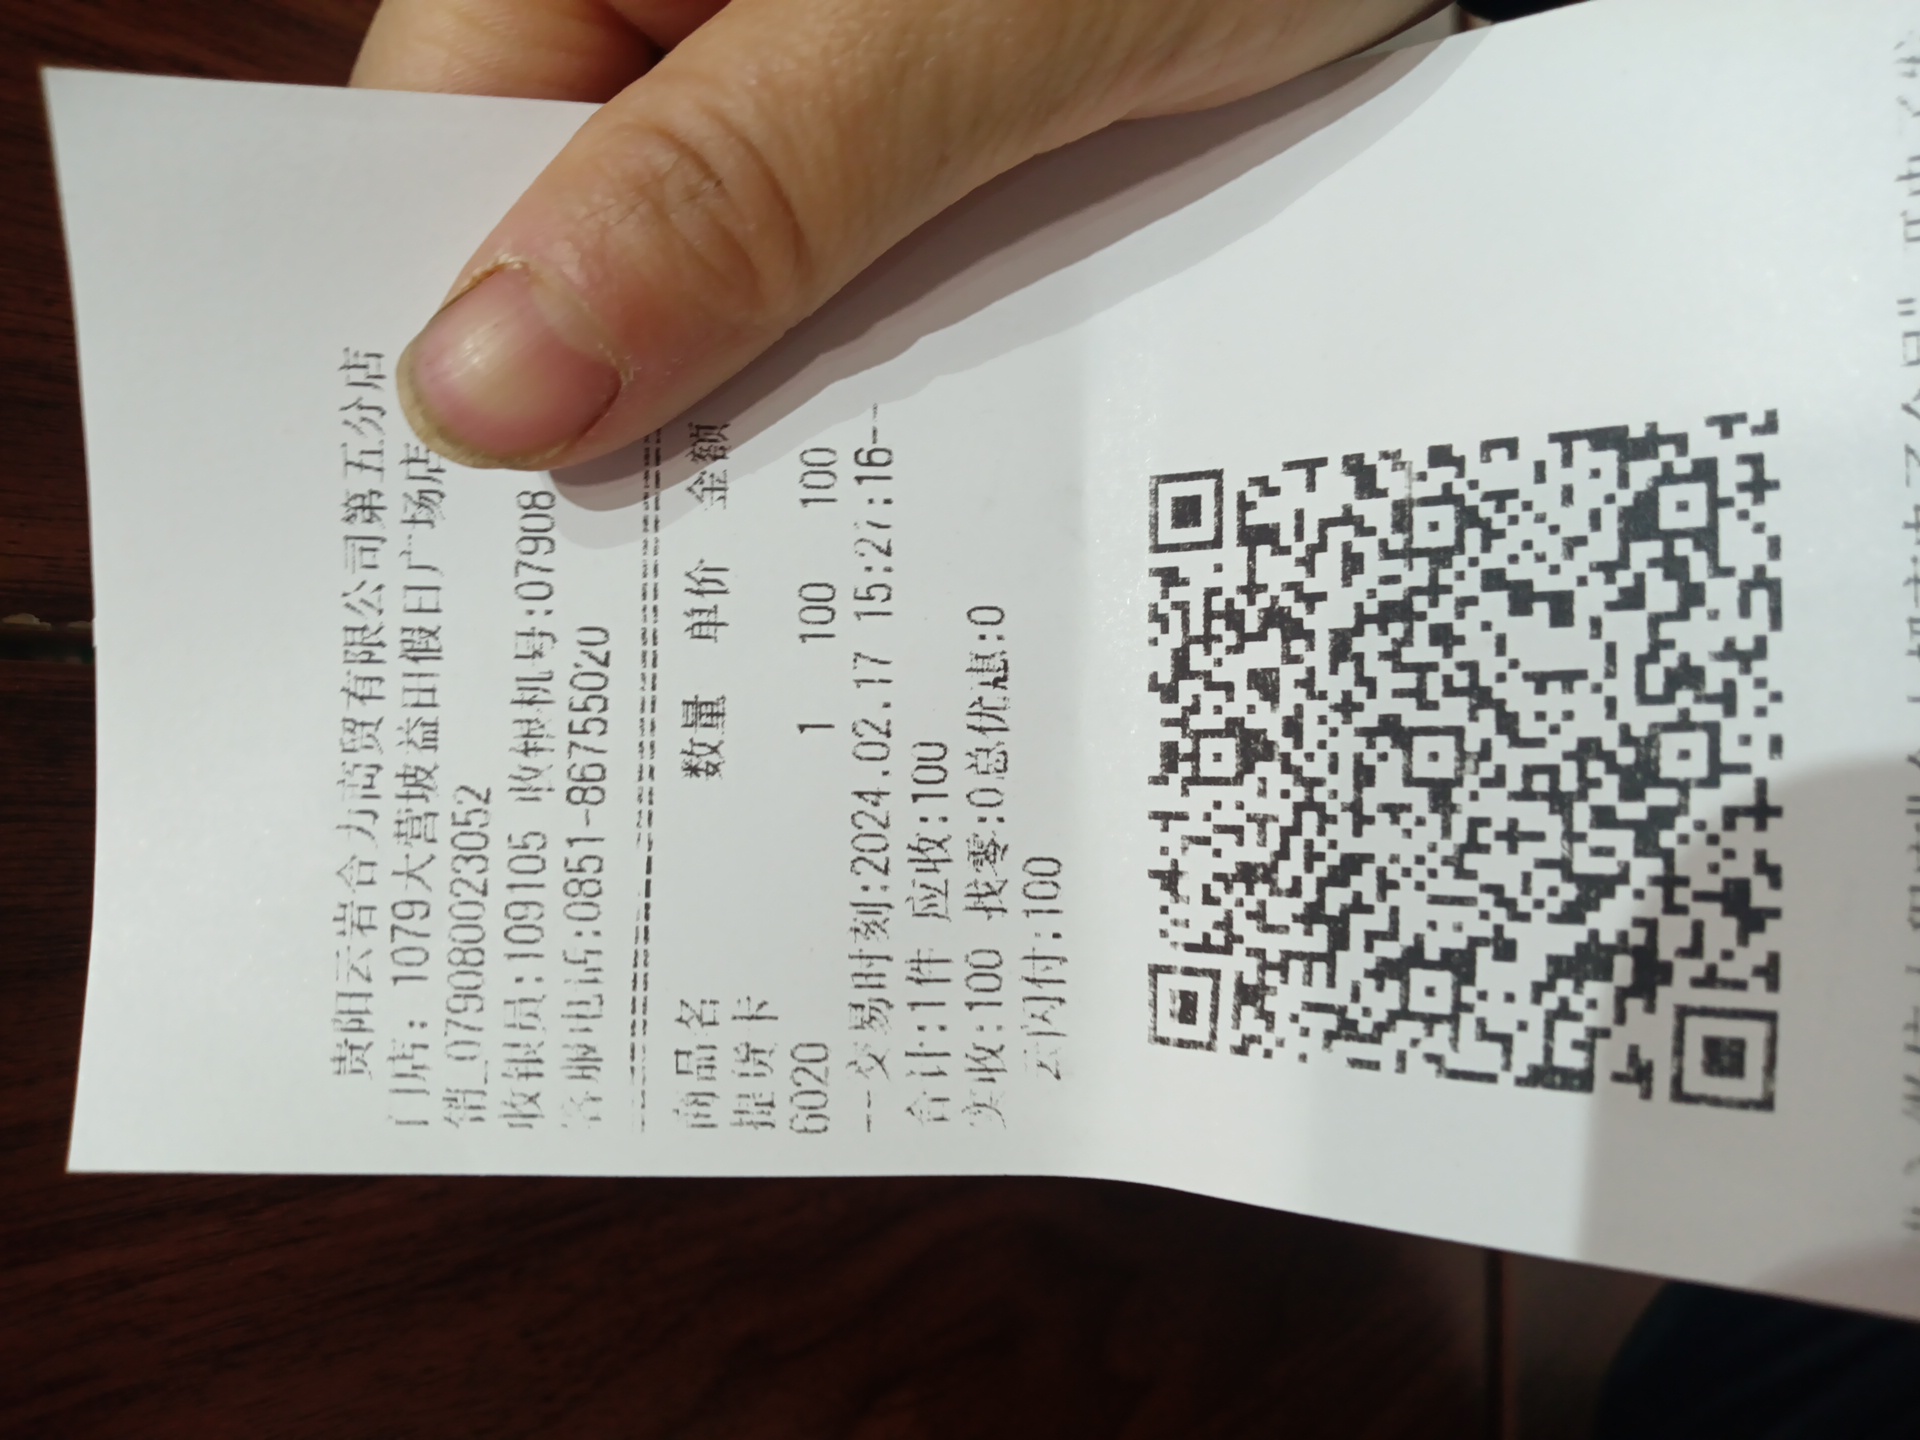 贵阳云岩合力商贸有限公司第五分店
门店: 1079大营坡益田假日广场店
销_0790800023052
收银员:109105 收银机号:07908
客服电话:0851-86755020
商品名 数量 单价 金额
提货卡
6020 1 100 100
--交易时刻:2024.02.17 15:27:16--
合计:1件 应收:100
实收:100 找零:0总优惠:0
云闪付:100